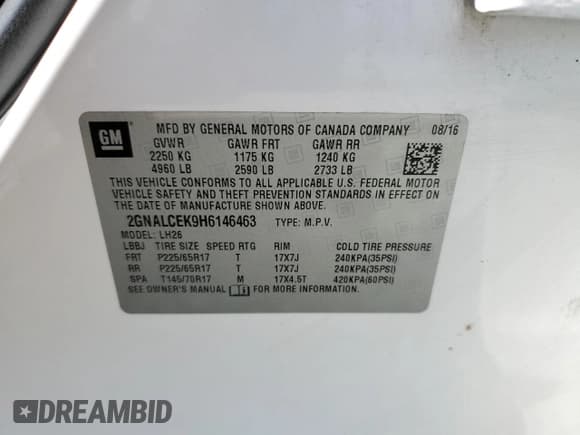 GM
MFD BY GENERAL MOTORS OF CANADA COMPANY 08/16
GVWR GAWR FRT GAWR RR
2250 KG 1175 KG 1240 KG
4960 LB 2590 LB 2733 LB
THIS VEHICLE CONFORMS TO ALL APPLICABLE U.S. FEDERAL MOTOR
VEHICLE SAFETY AND THEFT PREVENTION STANDARDS IN EFFECT ON
THE DATE OF MANUFACTURE SHOWN ABOVE.
2GNALCEK9H6146463 TYPE: M.P.V.
MODEL: LH26
LBBJ TIRE SIZE SPEED RTG RIM COLD TIRE PRESSURE
FRT P225/65R17 T 17X7J 240KPA(35PSI)
RR P225/65R17 T 17X7J 240KPA(35PSI)
SPA T145/70R17 M 17X4.5T 420KPA(60PSI)
SEE OWNER'S MANUAL FOR MORE INFORMATION.
DREAMBID